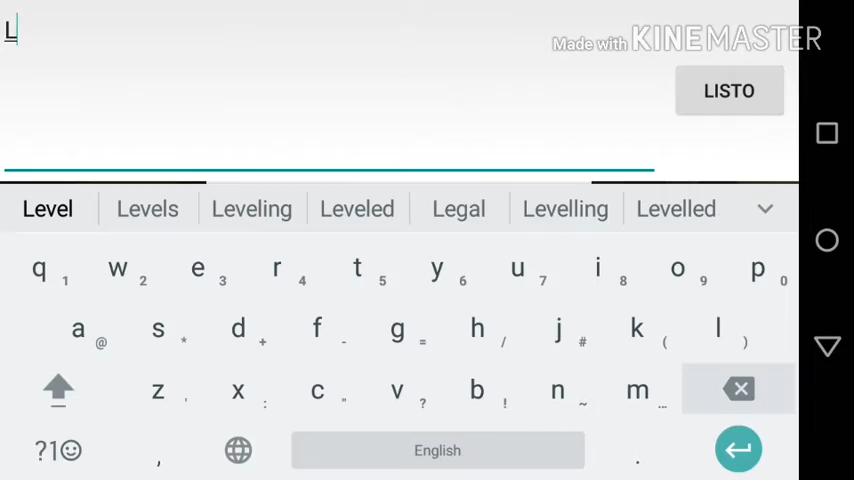 L
Made with KINEMASTER
LISTO
Level Levels Leveling Leveled Legal Levelling Levelled
q 1 w 2 e 3 r 4 t 5 y 6 u 7 i 8 o 9 p 0
a @ s * d + f - g = h / j # k ( l )
z ' x : c " v ? b ! n ~ m ...
?1 , English .